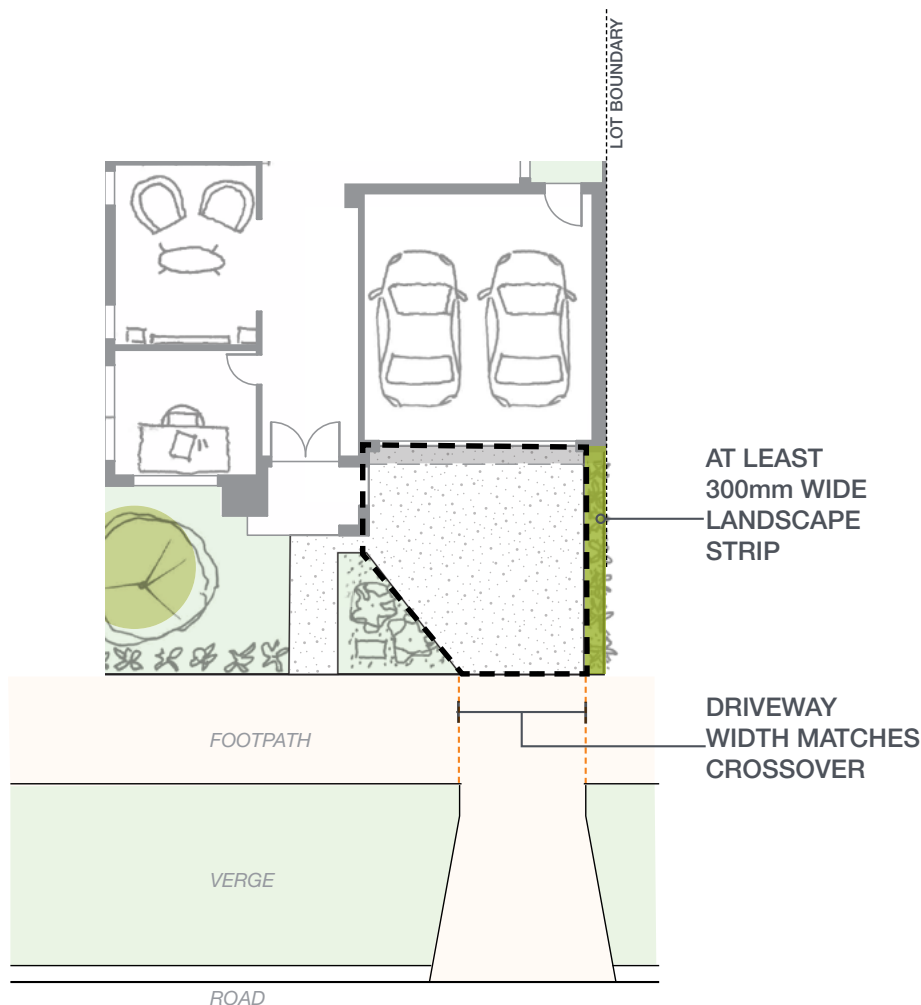 LOT BOUNDARY
AT LEAST
300mm WIDE
LANDSCAPE
STRIP
DRIVEWAY
WIDTH MATCHES
CROSSOVER
FOOTPATH
VERGE
ROAD